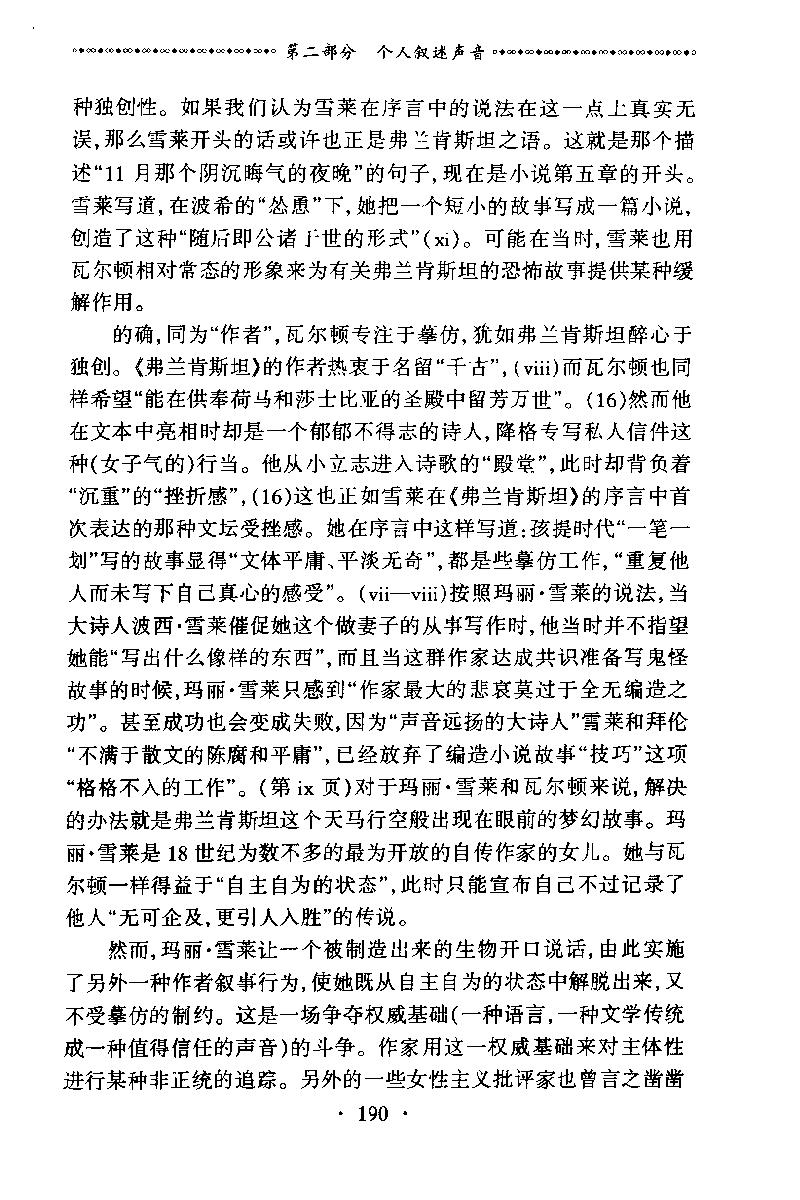 第二部分 个人叙述声音
种独创性。如果我们认为雪莱在序言中的说法在这一点上真实无
误,那么雪莱开头的话或许也正是弗兰肯斯坦之语。这就是那个描
述“11 月那个阴沉晦气的夜晚”的句子,现在是小说第五章的开头。
雪莱写道,在波希的“怂恿”下,她把一个短小的故事写成一篇小说,
创造了这种“随后即公诸于世的形式”(xi)。可能在当时,雪莱也用
瓦尔顿相对常态的形象来为有关弗兰肯斯坦的恐怖故事提供某种缓
解作用。
的确,同为“作者”,瓦尔顿专注于摹仿,犹如弗兰肯斯坦醉心于
独创。《弗兰肯斯坦》的作者热衷于名留“千古”,(viii)而瓦尔顿也同
样希望“能在供奉荷马和莎士比亚的圣殿中留芳万世”。(16)然而他
在文本中亮相时却是一个郁郁不得志的诗人,降格专写私人信件这
种(女子气的)行当。他从小立志进入诗歌的“殿堂”,此时却背负着
“沉重”的“挫折感”,(16)这也正如雪莱在《弗兰肯斯坦》的序言中首
次表达的那种文坛受挫感。她在序言中这样写道:孩提时代“一笔一
划”写的故事显得“文体平庸、平淡无奇”,都是些摹仿工作,“重复他
人而未写下自己真心的感受”。(vii—viii)按照玛丽·雪莱的说法,当
大诗人波西·雪莱催促她这个做妻子的从事写作时,他当时并不指望
她能“写出什么像样的东西”,而且当这群作家达成共识准备写鬼怪
故事的时候,玛丽·雪莱只感到“作家最大的悲哀莫过于全无编造之
功”。甚至成功也会变成失败,因为“声音远扬的大诗人”雪莱和拜伦
“不满于散文的陈腐和平庸”,已经放弃了编造小说故事“技巧”这项
“格格不入的工作”。(第 ix 页)对于玛丽·雪莱和瓦尔顿来说,解决
的办法就是弗兰肯斯坦这个天马行空般出现在眼前的梦幻故事。玛
丽·雪莱是 18 世纪为数不多的最为开放的自传作家的女儿。她与瓦
尔顿一样得益于“自主自为的状态”,此时只能宣布自己不过记录了
他人“无可企及,更引人入胜”的传说。
然而,玛丽·雪莱让一个被制造出来的生物开口说话,由此实施
了另外一种作者叙事行为,使她既从自主自为的状态中解脱出来,又
不受摹仿的制约。这是一场争夺权威基础(一种语言,一种文学传统
或一种值得信任的声音)的斗争。作家用这一权威基础来对主体性
进行某种非正统的追踪。另外的一些女性主义批评家也曾言之凿凿
· 190 ·